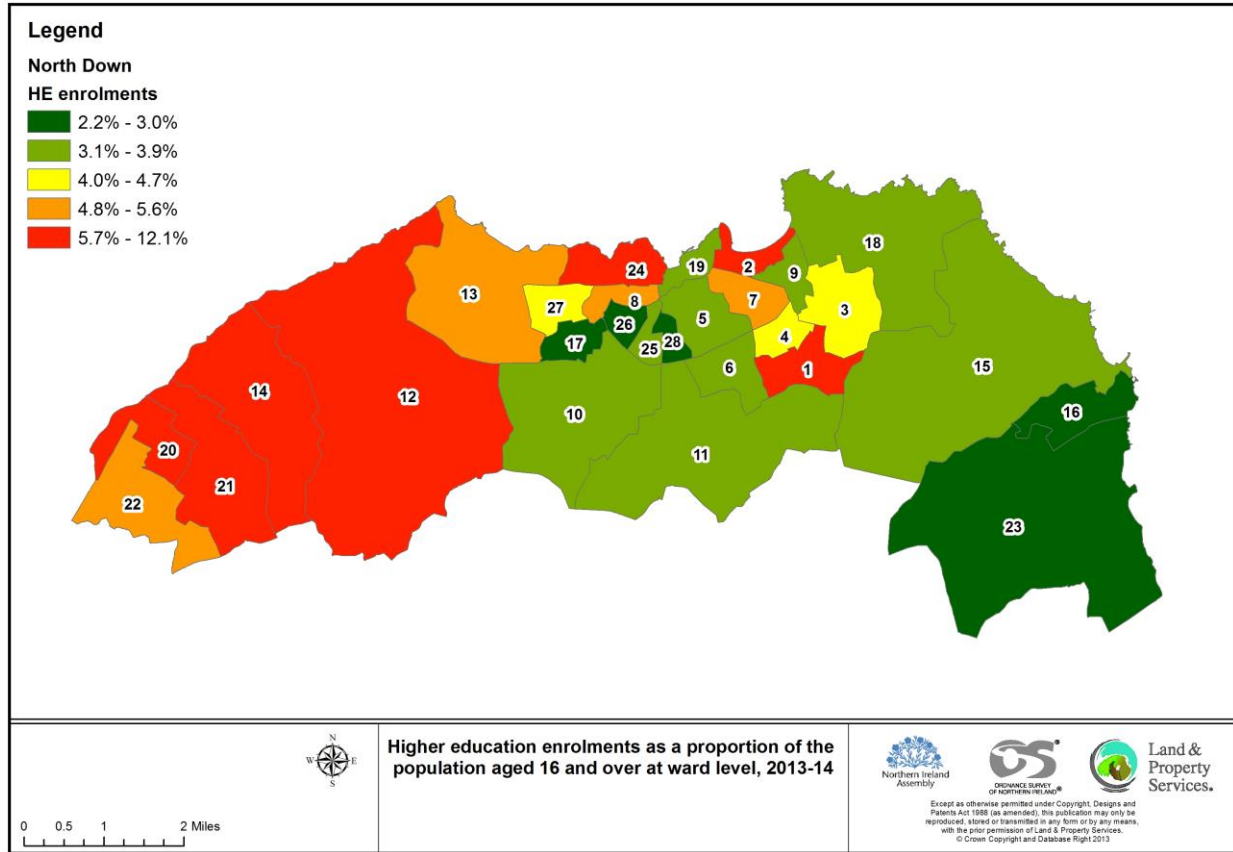 Legend
North Down
HE enrolments
2.2% - 3.0%
3.1% - 3.9%
4.0% - 4.7%
4.8% - 5.6%
5.7% - 12.1%
18
24
19
2
9
13
27
8
7
3
26
5
4
17
25
28
14
12
6
1
15
10
16
11
20
21
22
23
N
W E
S
0 0.5 1 2 Miles
Higher education enrolments as a proportion of the
population aged 16 and over at ward level, 2013-14
Northern Ireland
Assembly
OS®
ORDNANCE SURVEY
OF NORTHERN IRELAND®
Land &
Property
Services.
Except as otherwise permitted under Copyright, Designs and
Patents Act 1988 (as amended), this publication may only be
reproduced, stored or transmitted in any form or by any means,
with the prior permission of Land & Property Services.
© Crown Copyright and Database Right 2013